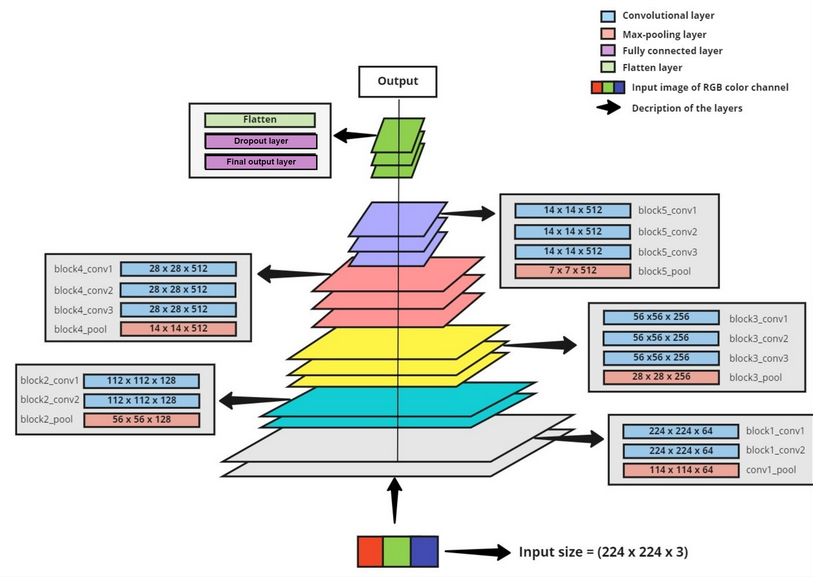 Convolutional layer
Max-pooling layer
Fully connected layer
Flatten layer
Input image of RGB color channel
Decription of the layers
Output
Flatten
Dropout layer
Final output layer
14 x 14 x 512 block5_conv1
14 x 14 x 512 block5_conv2
14 x 14 x 512 block5_conv3
7 x 7 x 512 block5_pool
block4_conv1 28 x 28 x 512
block4_conv2 28 x 28 x 512
block4_conv3 28 x 28 x 512
block4_pool 14 x 14 x 512
56 x56 x 256 block3_conv1
56 x56 x 256 block3_conv2
56 x56 x 256 block3_conv3
28 x 28 x 256 block3_pool
block2_conv1 112 x 112 x 128
block2_conv2 112 x 112 x 128
block2_pool 56 x 56 x 128
224 x 224 x 64 block1_conv1
224 x 224 x 64 block1_conv2
114 x 114 x 64 conv1_pool
Input size = (224 x 224 x 3)